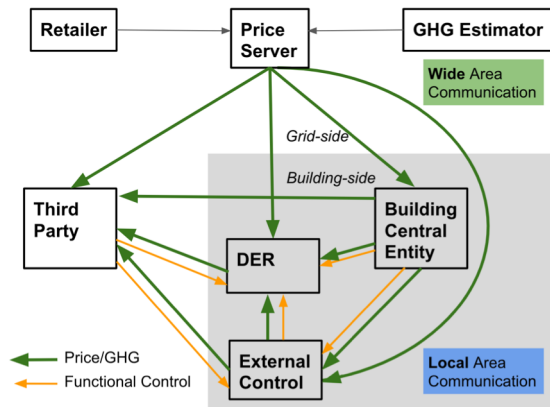 Retailer
Price
Server
GHG Estimator
Wide Area
Communication
Grid-side
Building-side
Third
Party
Building
Central
Entity
DER
External
Control
Price/GHG
Functional Control
Local Area
Communication